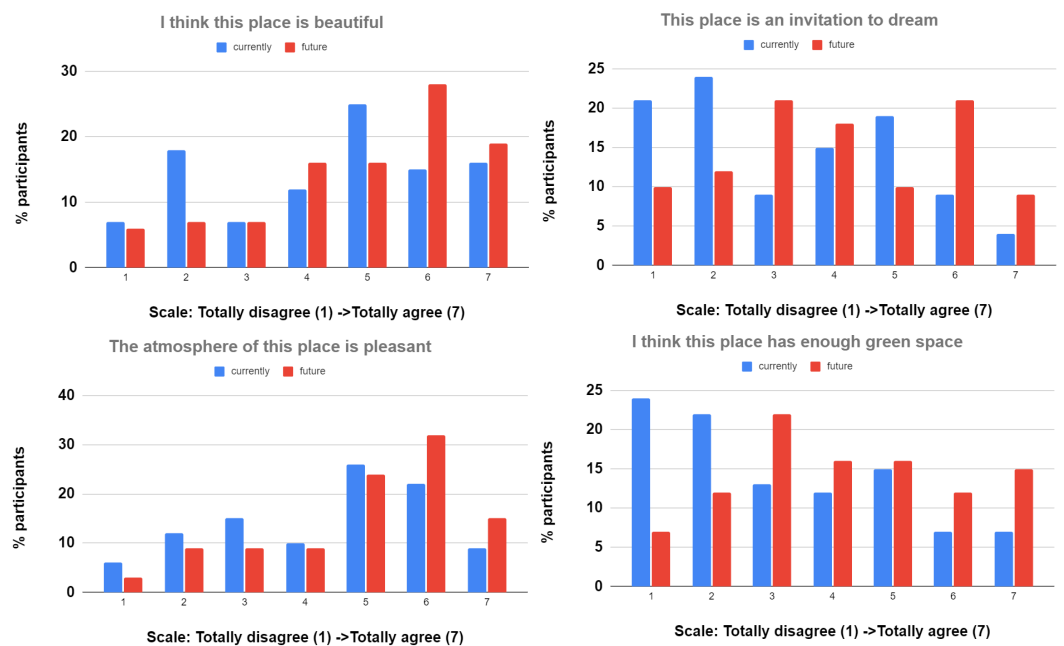 I think this place is beautiful
currently future
% participants
30
20
10
0
1 2 3 4 5 6 7
Scale: Totally disagree (1) ->Totally agree (7)
This place is an invitation to dream
currently future
% participants
25
20
15
10
5
0
1 2 3 4 5 6 7
Scale: Totally disagree (1) ->Totally agree (7)
The atmosphere of this place is pleasant
currently future
% participants
40
30
20
10
0
1 2 3 4 5 6 7
Scale: Totally disagree (1) ->Totally agree (7)
I think this place has enough green space
currently future
% participants
25
20
15
10
5
0
1 2 3 4 5 6 7
Scale: Totally disagree (1) ->Totally agree (7)